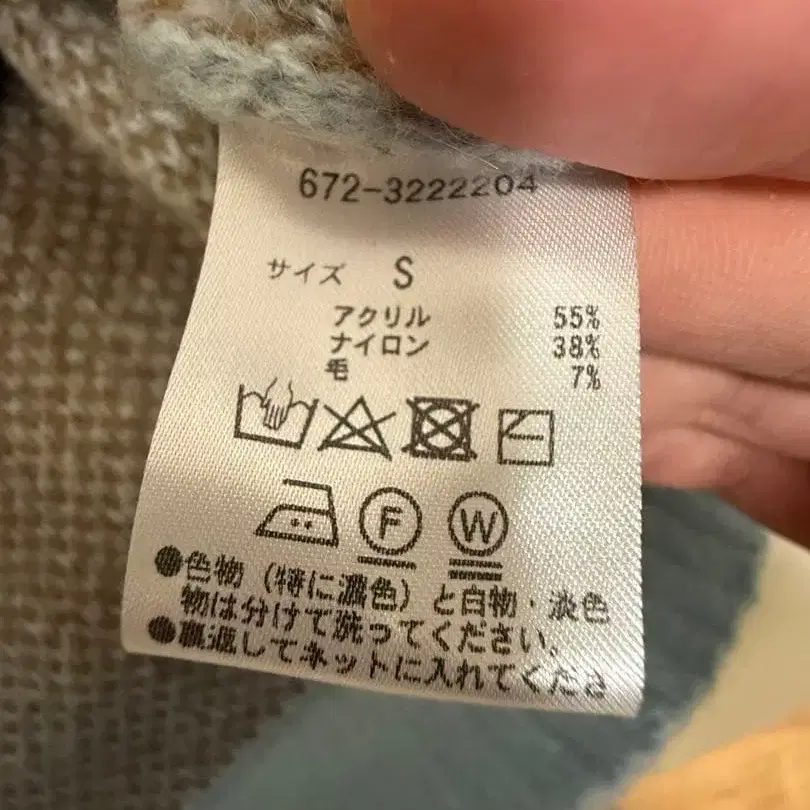 672-3222204
サイズ S
アクリル 55%
ナイロン 38%
毛 7%
F W
●色物(特に濃色)と白物・淡色
物は分けて洗ってください。
●裏返してネットに入れてくださ